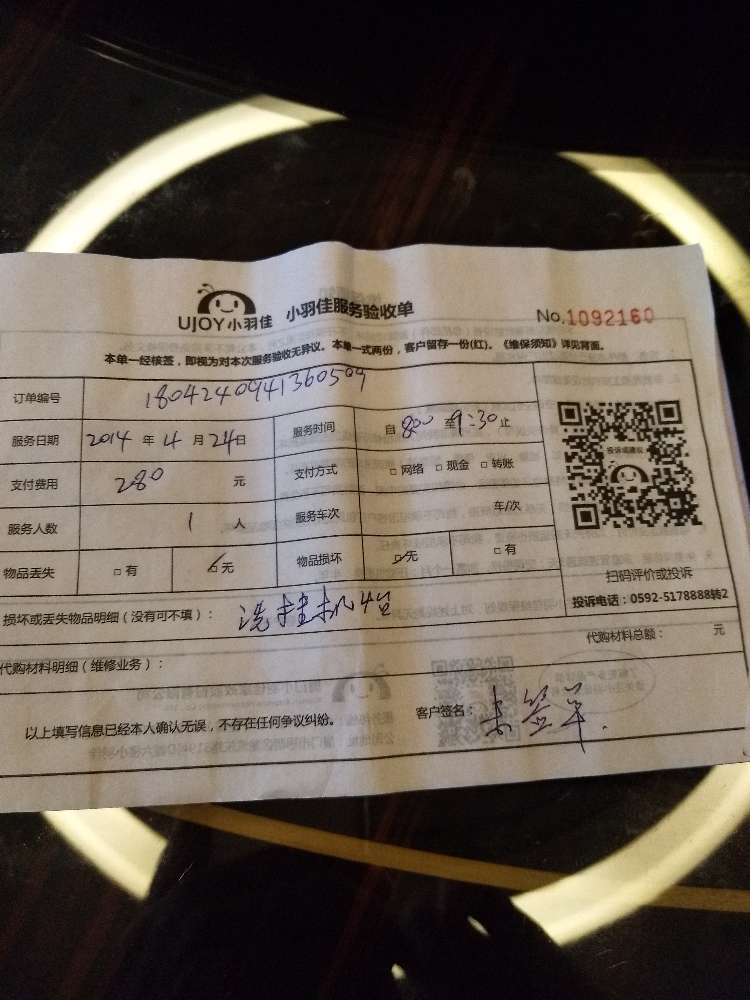 UJOY小羽佳 小羽佳服务验收单 No.1092160
本单一经核签，即视为对本次服务验收无异议。本单一式两份，客户留存一份(红)。《维保须知》详见背面。
订单编号 1804240941360509
服务日期 2014 年 4 月 24 日 服务时间 自 8:00 至 9:30 止
支付费用 280 元 支付方式 □ 网络 □ 现金 □ 转账
服务人数 1 人 服务车次 车/次
物品丢失 □ 有 □ 无 物品损坏 □ 无 □ 有
投诉或建议
扫码评价或投诉
投诉电话：0592-5178888转2
损坏或丢失物品明细（没有可不填）： 洗挂机4台
代购材料明细（维修业务）： 代购材料总额： 元
以上填写信息已经本人确认无误，不存在任何争议纠纷。 客户签名： 未签单.